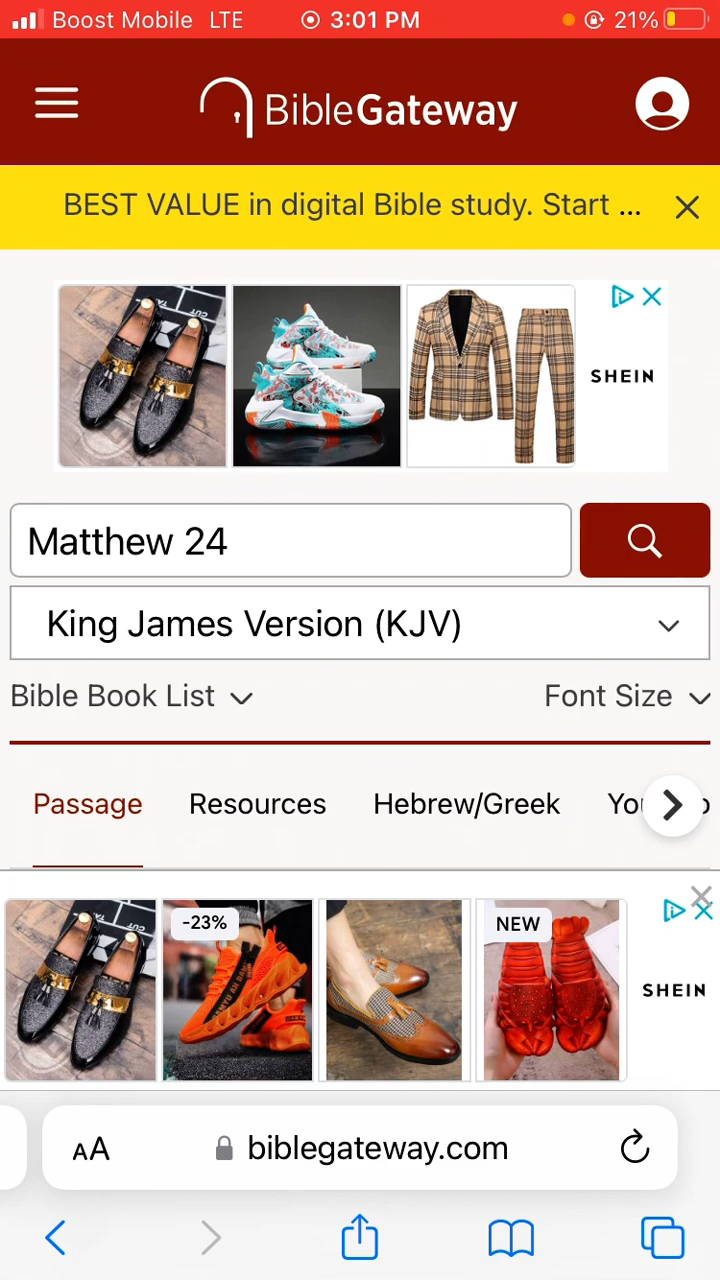 Boost Mobile LTE 3:01 PM 21%
BibleGateway
BEST VALUE in digital Bible study. Start ...
SHEIN
Matthew 24
King James Version (KJV)
Bible Book List Font Size
Passage Resources Hebrew/Greek
-23% NEW
SHEIN
AA biblegateway.com